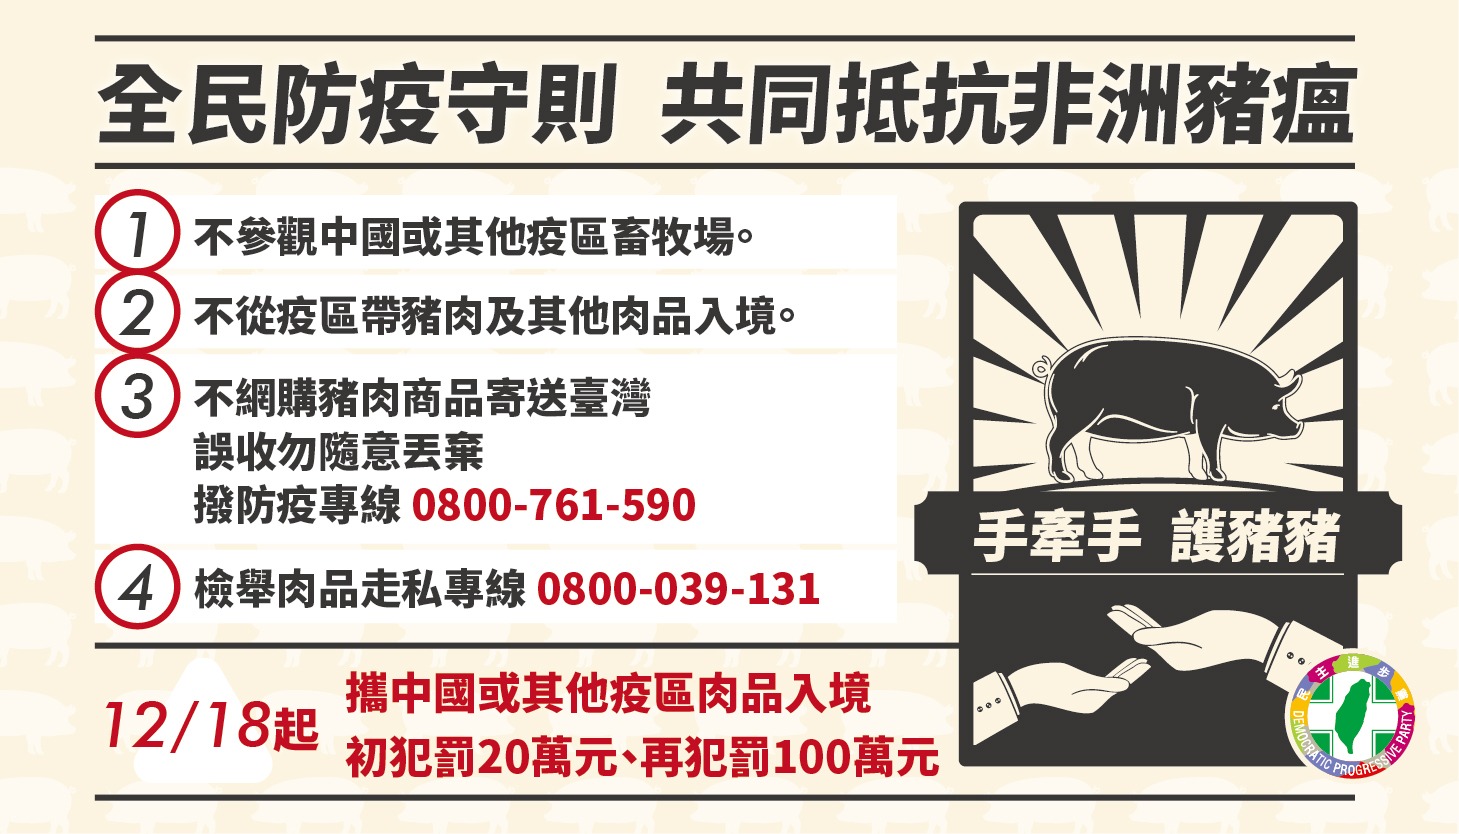 全民防疫守則 共同抵抗非洲豬瘟
1 不參觀中國或其他疫區畜牧場。
2 不從疫區帶豬肉及其他肉品入境。
3 不網購豬肉商品寄送臺灣
誤收勿隨意丟棄
撥防疫專線 0800-761-590
4 檢舉肉品走私專線 0800-039-131
手牽手 護豬豬
12/18起
攜中國或其他疫區肉品入境
初犯罰20萬元、再犯罰100萬元
民主進步黨
DEMOCRATIC PROGRESSIVE PARTY